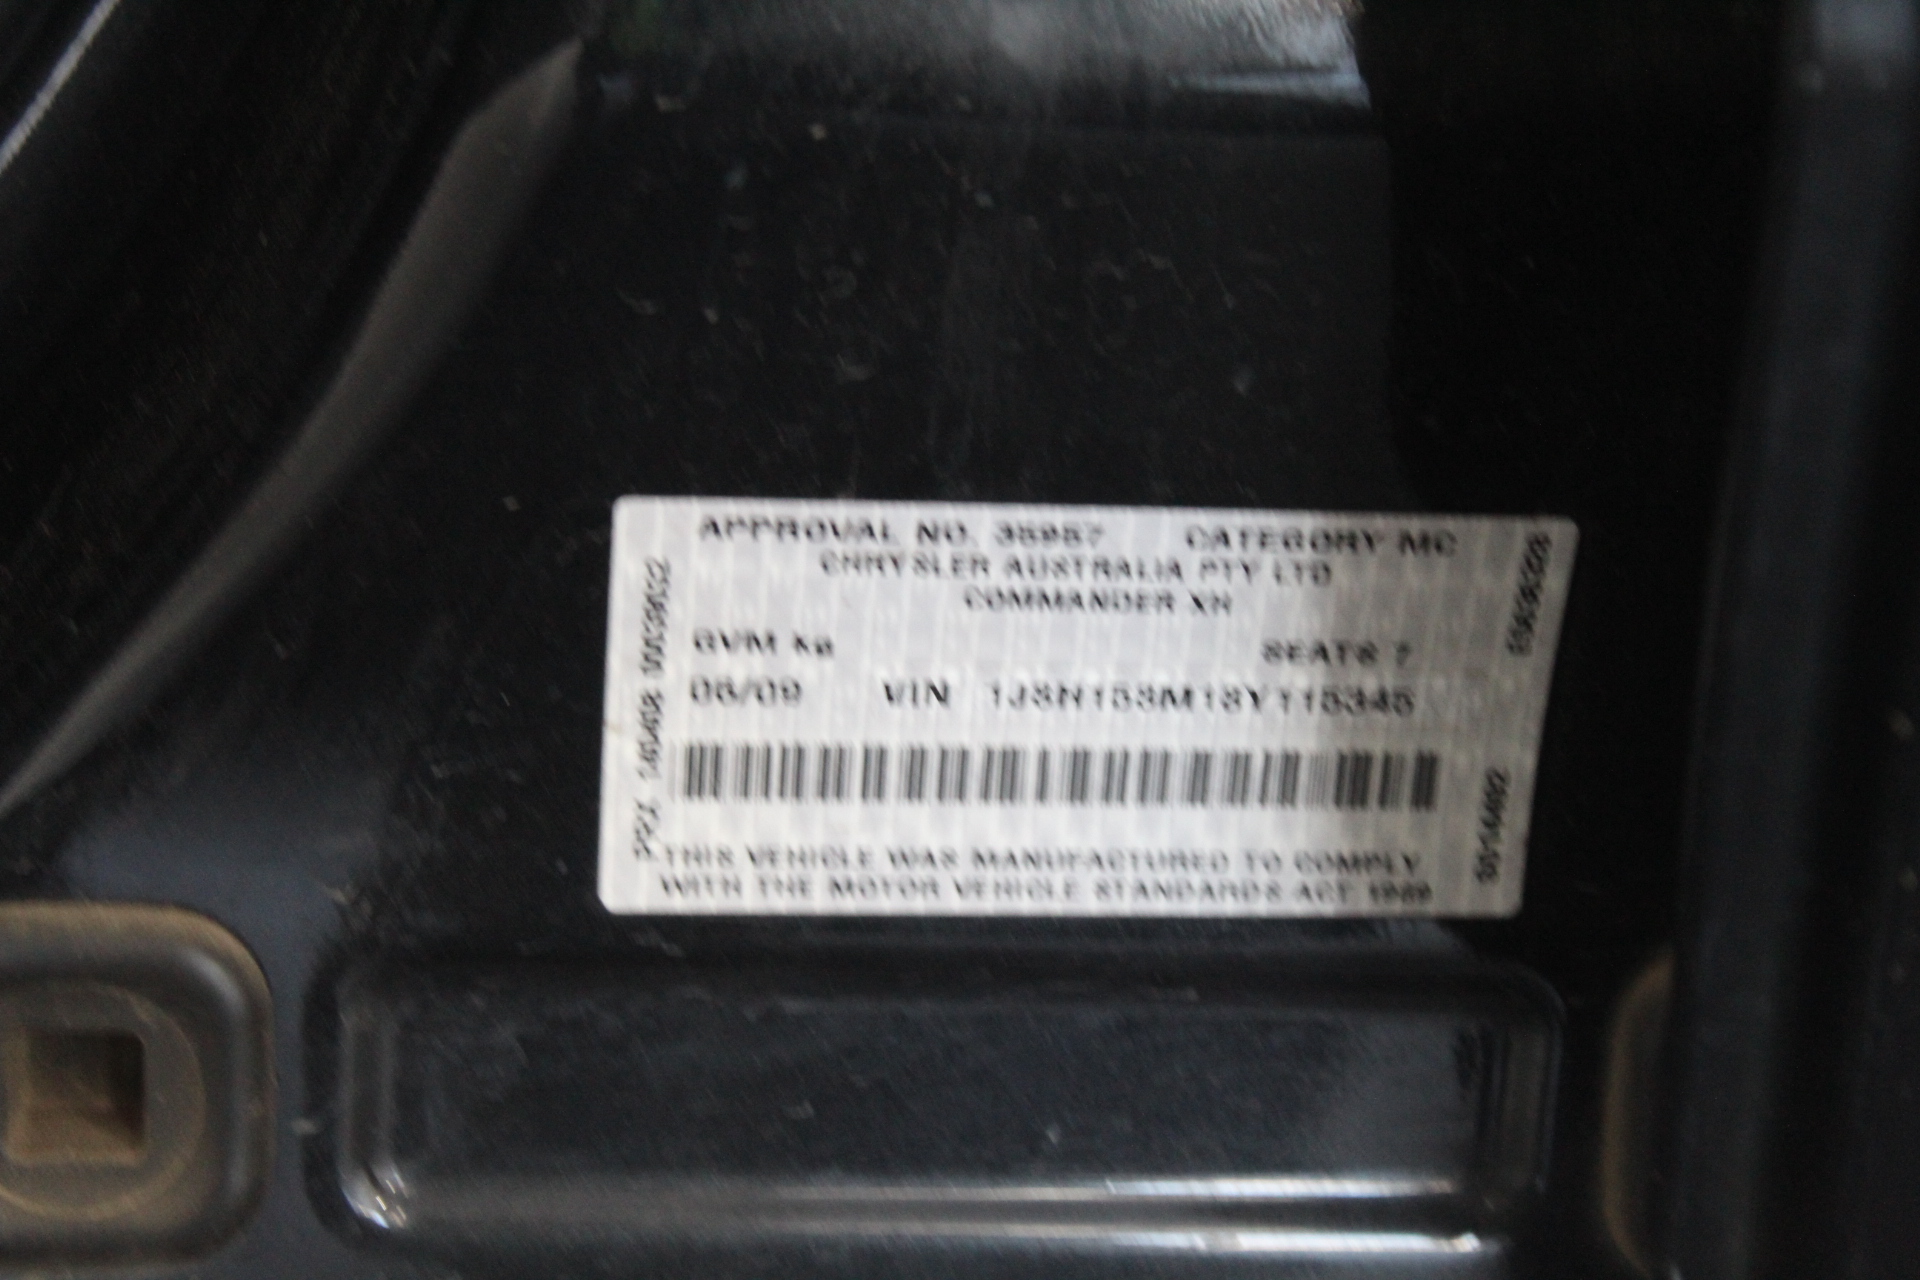 APPROVAL NO. 35957 CATEGORY MC
CHRYSLER AUSTRALIA PTY LTD
COMMANDER XH
GVM kg SEATS 7
06/09 VIN 1J8H158M18Y115345
THIS VEHICLE WAS MANUFACTURED TO COMPLY
WITH THE MOTOR VEHICLE STANDARDS ACT 1989